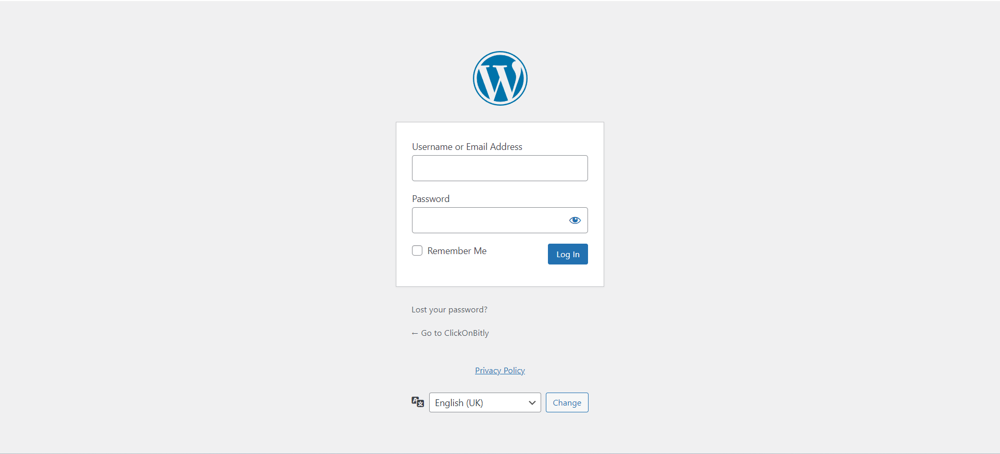 Username or Email Address
Password
Remember Me
Log In
Lost your password?
← Go to ClickOnBitly
Privacy Policy
English (UK)
Change